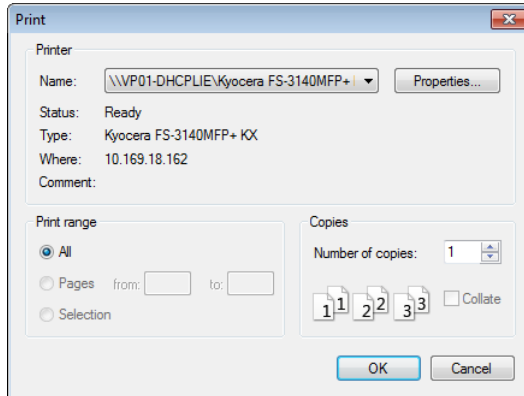 Print
Printer
Name: \\VP01-DHCPLIE\Kyocera FS-3140MFP+ Properties...
Status: Ready
Type: Kyocera FS-3140MFP+ KX
Where: 10.169.18.162
Comment:
Print range
All
Pages from: to:
Selection
Copies
Number of copies: 1
1 1 2 2 3 3 Collate
OK Cancel